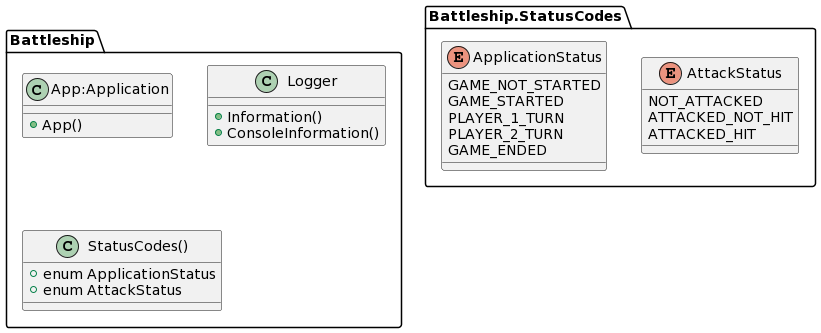 Battleship
C App:Application
App()
C Logger
Information()
ConsoleInformation()
C StatusCodes()
enum ApplicationStatus
enum AttackStatus
Battleship.StatusCodes
E ApplicationStatus
GAME_NOT_STARTED
GAME_STARTED
PLAYER_1_TURN
PLAYER_2_TURN
GAME_ENDED
E AttackStatus
NOT_ATTACKED
ATTACKED_NOT_HIT
ATTACKED_HIT